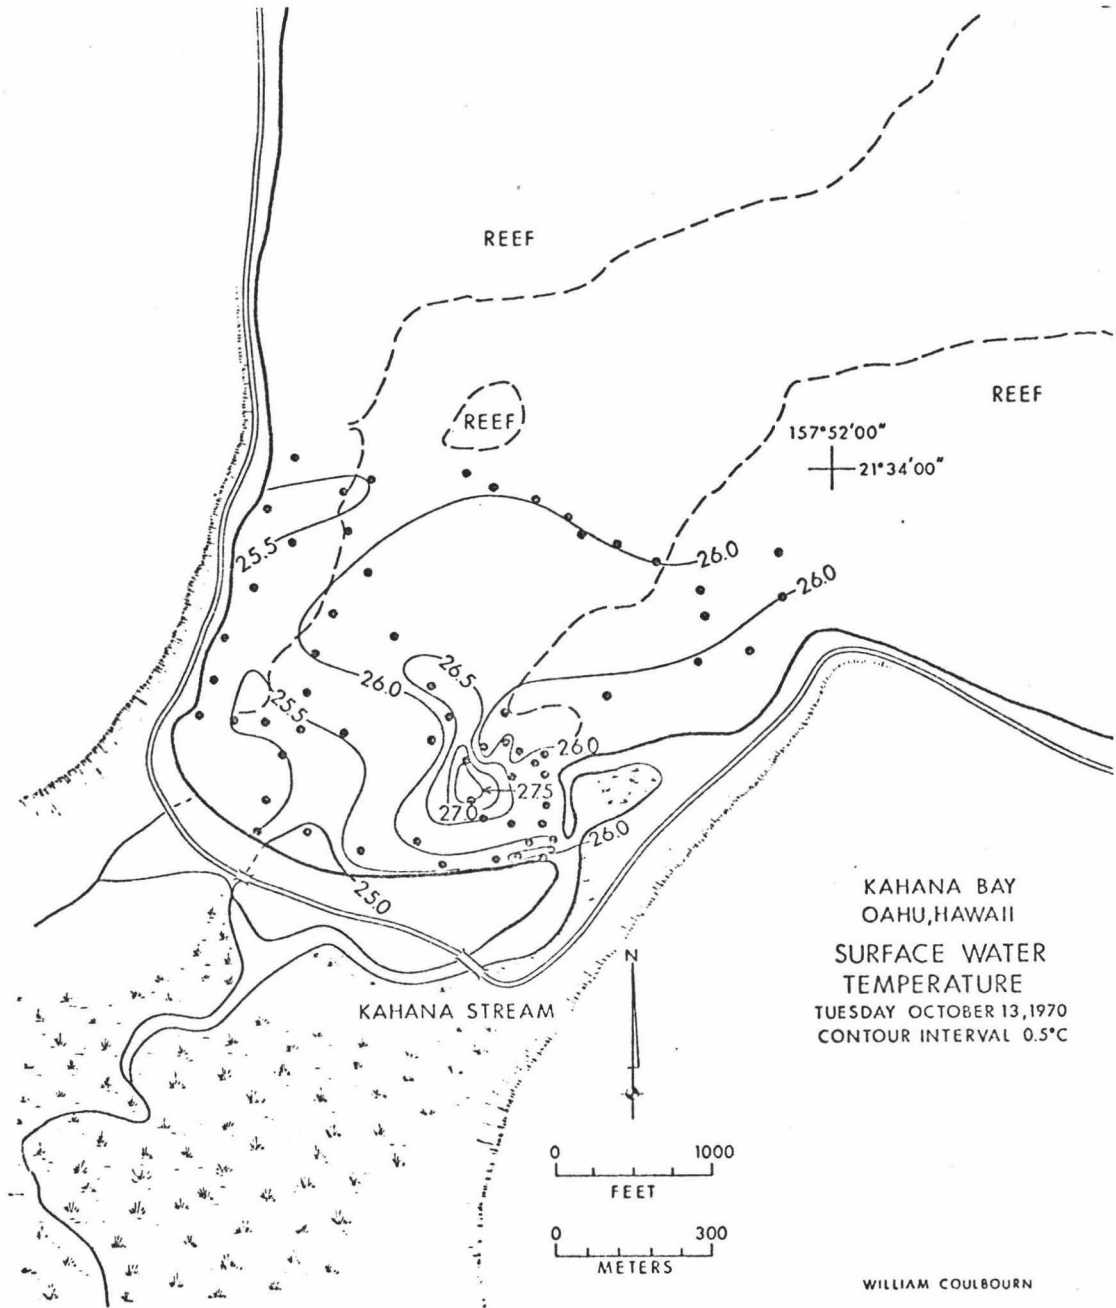 REEF
REEF
REEF
157°52'00"
21°34'00"
25.5
26.0
26.0
26.5
26.0
25.5
26.0
27.5
27.0
26.0
25.0
KAHANA BAY
OAHU, HAWAII
SURFACE WATER
TEMPERATURE
TUESDAY OCTOBER 13, 1970
CONTOUR INTERVAL 0.5°C
N
KAHANA STREAM
0 1000
FEET
0 300
METERS
WILLIAM COULBOURN